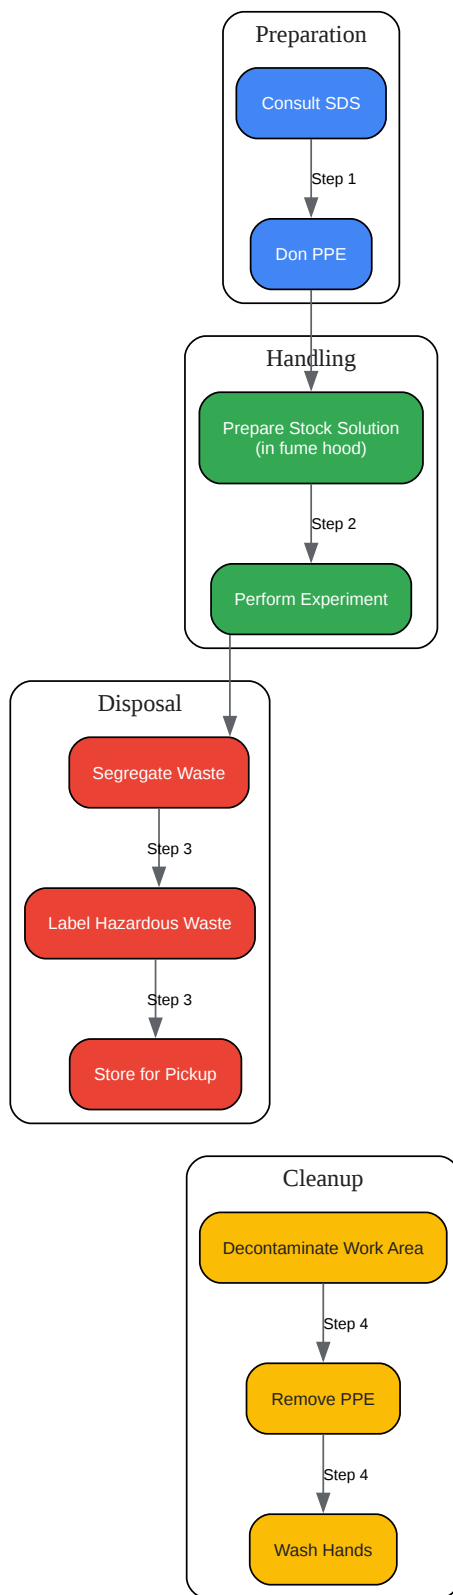 Preparation
Consult SDS
Step 1
Don PPE
Handling
Prepare Stock Solution
(in fume hood)
Step 2
Perform Experiment
Disposal
Segregate Waste
Step 3
Label Hazardous Waste
Step 3
Store for Pickup
Cleanup
Decontaminate Work Area
Step 4
Remove PPE
Step 4
Wash Hands